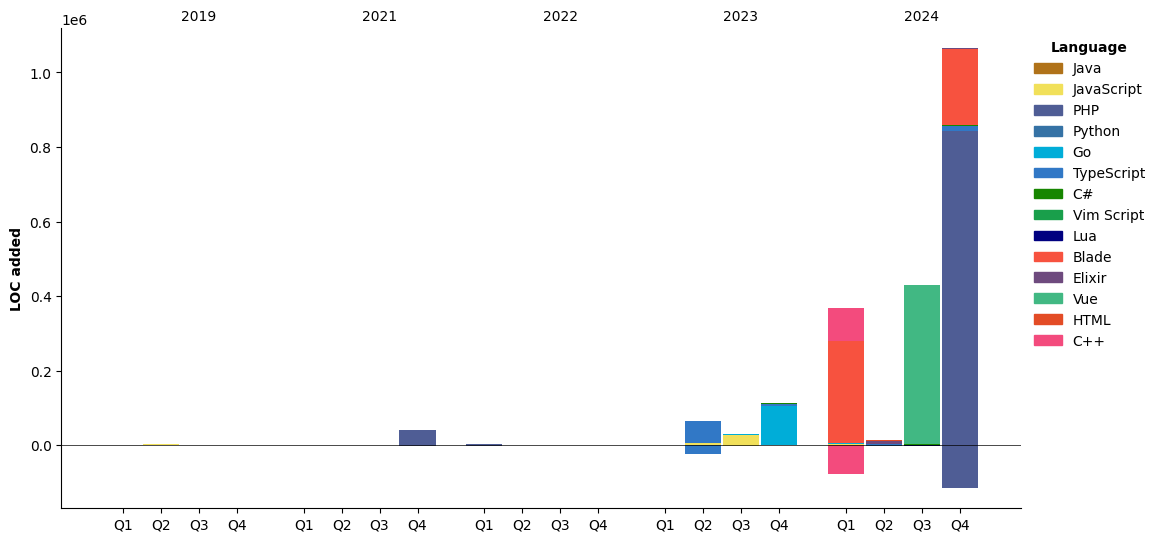 2019 2021 2022 2023 2024
1e6
Language
Java
JavaScript
PHP
Python
Go
TypeScript
C#
Vim Script
Lua
Blade
Elixir
Vue
HTML
C++
LOC added
1.0
0.8
0.6
0.4
0.2
0.0
Q1 Q2 Q3 Q4 Q1 Q2 Q3 Q4 Q1 Q2 Q3 Q4 Q1 Q2 Q3 Q4 Q1 Q2 Q3 Q4